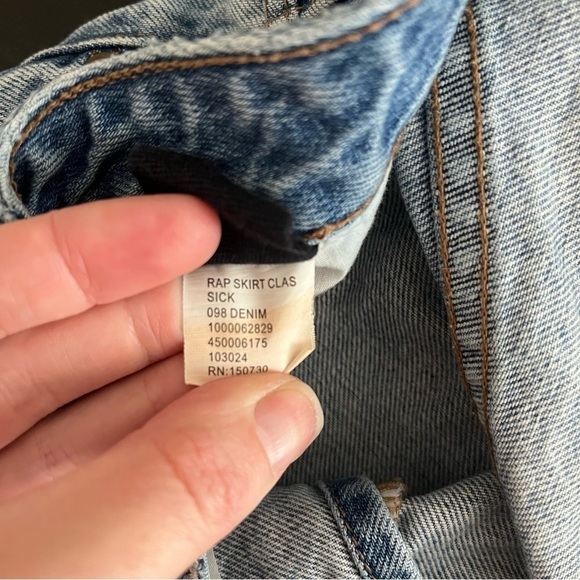 RAP SKIRT CLAS
SICK
098 DENIM
1000062829
450006175
103024
RN:150730